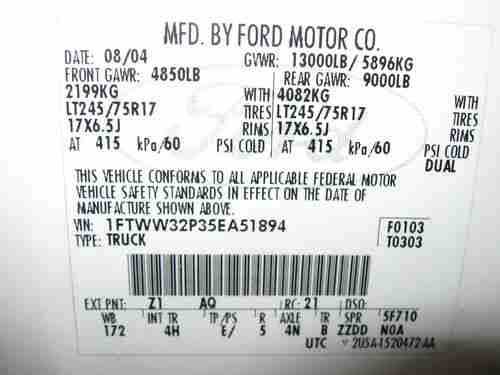 MFD. BY FORD MOTOR CO.
DATE: 08/04 GVWR: 13000LB/ 5896KG
FRONT GAWR: 4850LB REAR GAWR: 9000LB
2199KG WITH 4082KG WITH
LT245/75R17 TIRES LT245/75R17 TIRES
17X6.5J RIMS 17X6.5J RIMS
AT 415 kPa/60 PSI COLD AT 415 kPa/60 PSI COLD
DUAL
THIS VEHICLE CONFORMS TO ALL APPLICABLE FEDERAL MOTOR
VEHICLE SAFETY STANDARDS IN EFFECT ON THE DATE OF
MANUFACTURE SHOWN ABOVE.
VIN: 1FTWW32P35EA51894 F0103
TYPE: TRUCK T0303
EXT PNT: Z1 AQ RC: 21 DSO:
WB INT TR TP/PS R AXLE TR SPR 5F710
172 4H E/ 5 4N B ZZDD N0A
UTC 2U5A-1520472-AA
Ford